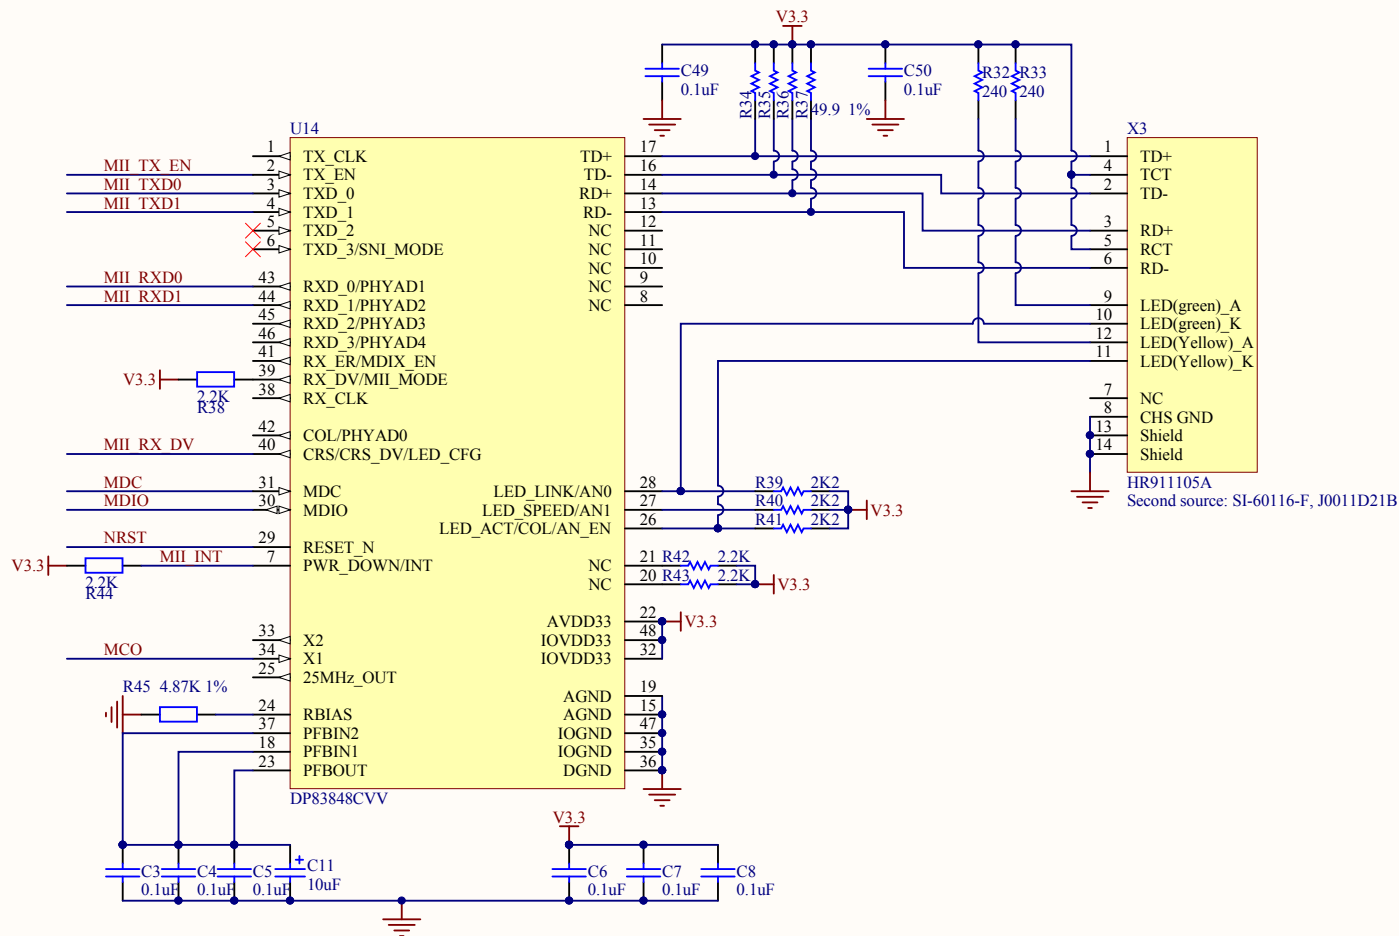 V3.3
C49
0.1uF
R34
R35
R36
R37
49.9 1%
C50
0.1uF
R32
240
R33
240
U14
X3
1 TX_CLK
MII_TX_EN 2 TX_EN
MII_TXD0 3 TXD_0
MII_TXD1 4 TXD_1
5 TXD_2
6 TXD_3/SNI_MODE
MII_RXD0 43 RXD_0/PHYAD1
MII_RXD1 44 RXD_1/PHYAD2
45 RXD_2/PHYAD3
46 RXD_3/PHYAD4
41 RX_ER/MDIX_EN
V3.3 39 RX_DV/MII_MODE
2.2K
R38
38 RX_CLK
42 COL/PHYAD0
MII_RX_DV 40 CRS/CRS_DV/LED_CFG
MDC 31 MDC
MDIO 30 MDIO
NRST 29 RESET_N
V3.3 MII_INT 7 PWR_DOWN/INT
2.2K
R44
33 X2
MCO 34 X1
25 25MHz_OUT
R45 4.87K 1%
24 RBIAS
37 PFBIN2
18 PFBIN1
23 PFBOUT
DP83848CVV
TD+ 17
TD- 16
RD+ 14
RD- 13
NC 12
NC 11
NC 10
NC 9
NC 8
LED_LINK/AN0 28 R39 2K2
LED_SPEED/AN1 27 R40 2K2 V3.3
LED_ACT/COL/AN_EN 26 R41 2K2
NC 21 R42 2.2K
NC 20 R43 2.2K V3.3
AVDD33 22 V3.3
IOVDD33 48
IOVDD33 32
AGND 19
AGND 15
IOGND 47
IOGND 35
DGND 36
1 TD+
4 TCT
2 TD-
3 RD+
5 RCT
6 RD-
9 LED(green)_A
10 LED(green)_K
12 LED(Yellow)_A
11 LED(Yellow)_K
7 NC
8 CHS GND
13 Shield
14 Shield
HR911105A
Second source: SI-60116-F, J0011D21B
C3
0.1uF
C4
0.1uF
C5
0.1uF
+
C11
10uF
V3.3
C6
0.1uF
C7
0.1uF
C8
0.1uF